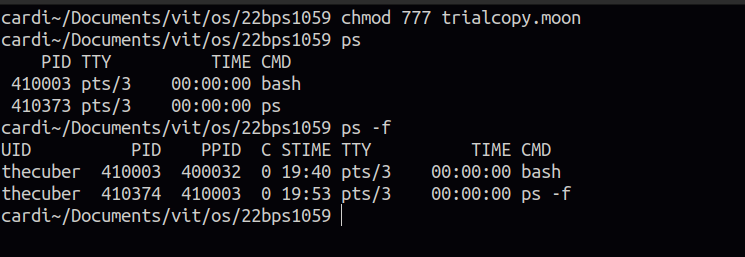 cardi~/Documents/vit/os/22bps1059 chmod 777 trialcopy.moon
cardi~/Documents/vit/os/22bps1059 ps
    PID TTY          TIME CMD
 410003 pts/3    00:00:00 bash
 410373 pts/3    00:00:00 ps
cardi~/Documents/vit/os/22bps1059 ps -f
UID          PID    PPID  C STIME TTY          TIME CMD
thecuber  410003  400032  0 19:40 pts/3    00:00:00 bash
thecuber  410374  410003  0 19:53 pts/3    00:00:00 ps -f
cardi~/Documents/vit/os/22bps1059